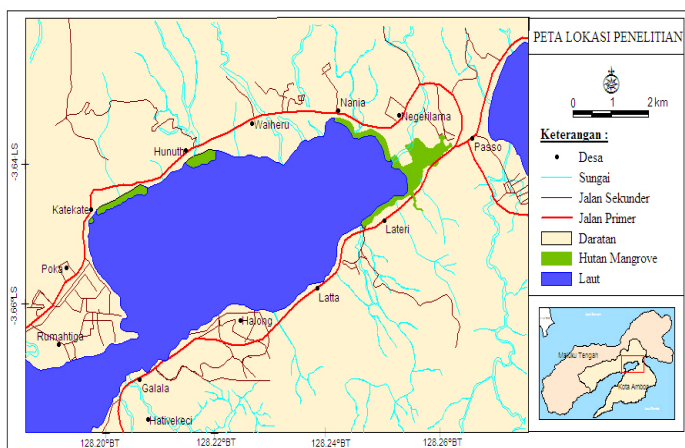 PETA LOKASI PENELITIAN
0 1 2 km
Keterangan :
Desa
Sungai
Jalan Sekunder
Jalan Primer
Daratan
Hutan Mangrove
Laut
Nania
Negerilama
Waiheru
Passo
Hunuth
-3.64°LS
Katekate
Lateri
Poka
Latta
-3.66°LS
Halong
Rumahtiga
Galala
Hativekeci
128.20°BT
128.22°BT
128.24°BT
128.26°BT
Maluku Tengah
Kota Ambon